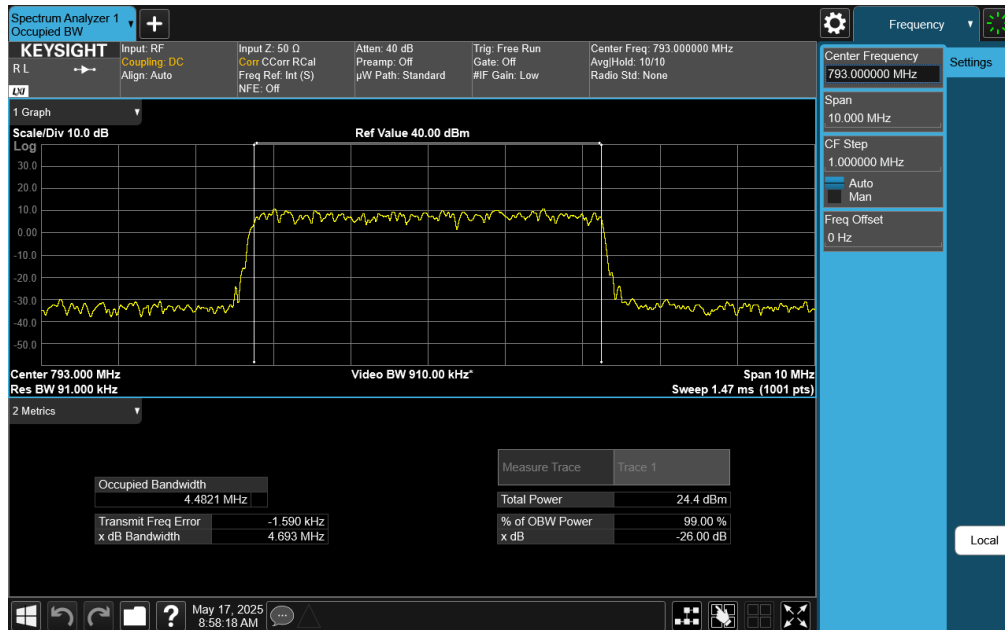 Spectrum Analyzer 1
Occupied BW
Frequency
KEYSIGHT
R L
LXI
Input: RF
Coupling: DC
Align: Auto
Input Z: 50 Ω
Corr CCorr RCal
Freq Ref: Int (S)
NFE: Off
Atten: 40 dB
Preamp: Off
µW Path: Standard
Trig: Free Run
Gate: Off
#IF Gain: Low
Center Freq: 793.000000 MHz
Avg|Hold: 10/10
Radio Std: None
Center Frequency
793.000000 MHz
Settings
Span
10.000 MHz
CF Step
1.000000 MHz
Auto
Man
Freq Offset
0 Hz
Local
1 Graph
Scale/Div 10.0 dB
Ref Value 40.00 dBm
Log
30.0
20.0
10.0
0.00
-10.0
-20.0
-30.0
-40.0
-50.0
Center 793.000 MHz
Video BW 910.00 kHz*
Span 10 MHz
Res BW 91.000 kHz
Sweep 1.47 ms (1001 pts)
2 Metrics
Measure Trace Trace 1
Occupied Bandwidth
4.4821 MHz
Total Power 24.4 dBm
Transmit Freq Error -1.590 kHz
% of OBW Power 99.00 %
x dB Bandwidth 4.693 MHz
x dB -26.00 dB
May 17, 2025
8:58:18 AM